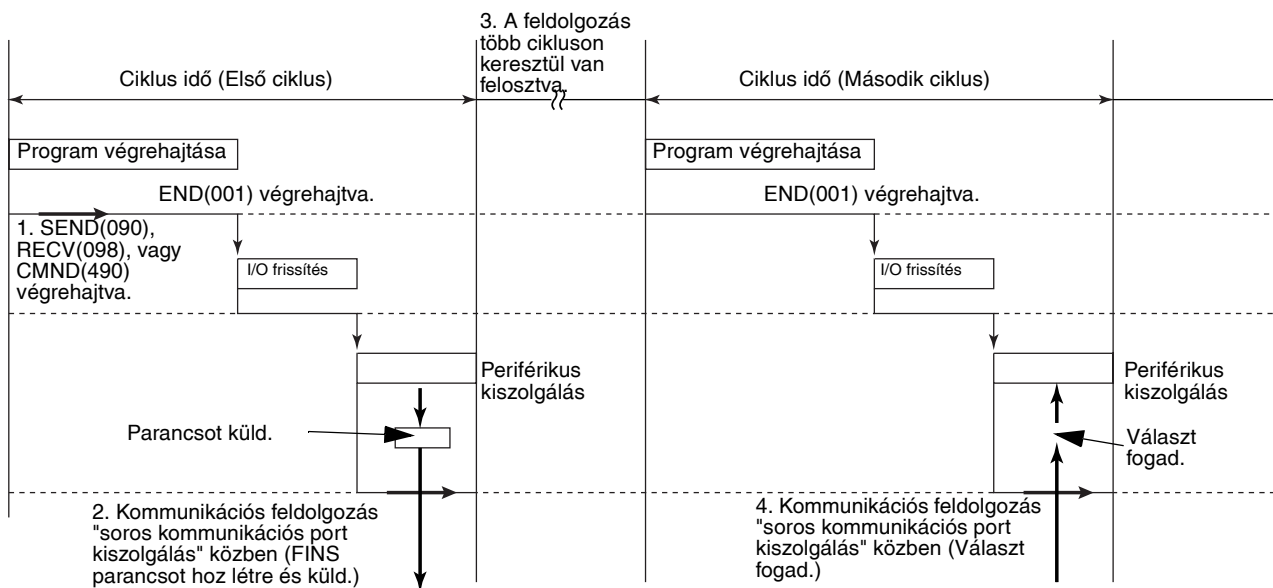 3. A feldolgozás
több cikluson
keresztül van
felosztva.
Ciklus idő (Első ciklus)
Ciklus idő (Második ciklus)
Program végrehajtása
Program végrehajtása
END(001) végrehajtva.
END(001) végrehajtva.
1. SEND(090),
RECV(098), vagy
CMND(490)
végrehajtva.
I/O frissítés
I/O frissítés
Periférikus
kiszolgálás
Periférikus
kiszolgálás
Parancsot küld.
Választ
fogad.
2. Kommunikációs feldolgozás
"soros kommunikációs port
kiszolgálás" közben (FINS
parancsot hoz létre és küld.)
4. Kommunikációs feldolgozás
"soros kommunikációs port
kiszolgálás" közben (Választ
fogad.)